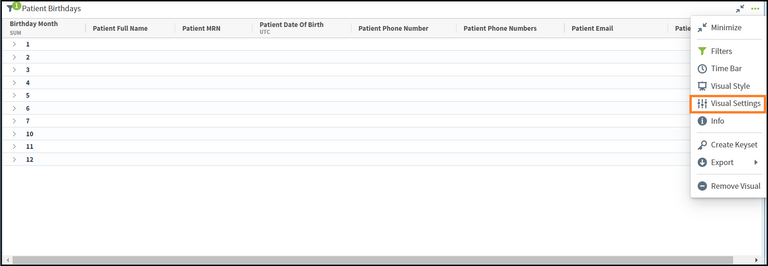 1 Patient Birthdays
Birthday Month Patient Full Name Patient MRN Patient Date Of Birth Patient Phone Number Patient Phone Numbers Patient Email Patie
SUM UTC
1
2
3
4
5
6
7
10
11
12
Minimize
Filters
Time Bar
Visual Style
Visual Settings
Info
Create Keyset
Export
Remove Visual